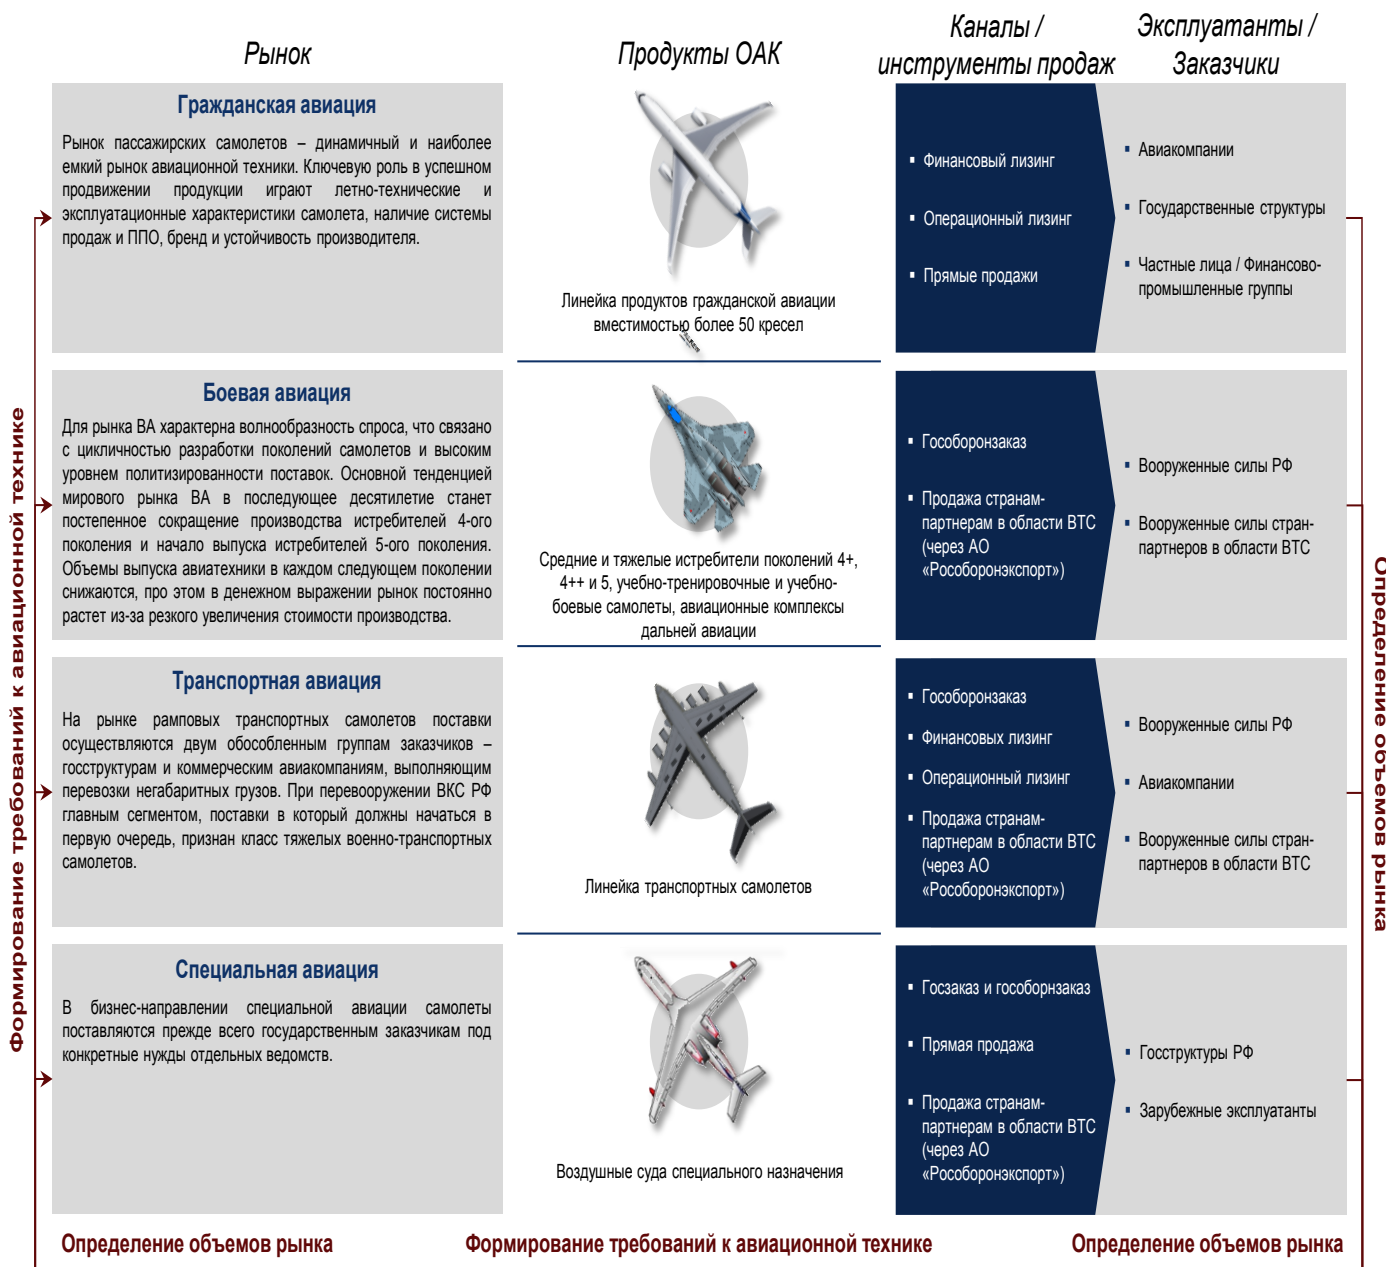 Рынок
Продукты ОАК
Каналы /
инструменты продаж
Эксплуатанты /
Заказчики
Гражданская авиация
Рынок пассажирских самолетов – динамичный и наиболее
емкий рынок авиационной техники. Ключевую роль в успешном
продвижении продукции играют летно-технические и
эксплуатационные характеристики самолета, наличие системы
продаж и ППО, бренд и устойчивость производителя.
Линейка продуктов гражданской авиации
вместимостью более 50 кресел
▪ Финансовый лизинг
▪ Операционный лизинг
▪ Прямые продажи
▪ Авиакомпании
▪ Государственные структуры
▪ Частные лица / Финансово-
промышленные группы
Боевая авиация
Для рынка ВА характерна волнообразность спроса, что связано
с цикличностью разработки поколений самолетов и высоким
уровнем политизированности поставок. Основной тенденцией
мирового рынка ВА в последующее десятилетие станет
постепенное сокращение производства истребителей 4-ого
поколения и начало выпуска истребителей 5-ого поколения.
Объемы выпуска авиатехники в каждом следующем поколении
снижаются, про этом в денежном выражении рынок постоянно
растет из-за резкого увеличения стоимости производства.
Средние и тяжелые истребители поколений 4+,
4++ и 5, учебно-тренировочные и учебно-
боевые самолеты, авиационные комплексы
дальней авиации
▪ Гособоронзаказ
▪ Продажа странам-
партнерам в области ВТС
(через АО
«Рособоронэкспорт»)
▪ Вооруженные силы РФ
▪ Вооруженные силы стран-
партнеров в области ВТС
Транспортная авиация
На рынке рамповых транспортных самолетов поставки
осуществляются двум обособленным группам заказчиков –
госструктурам и коммерческим авиакомпаниям, выполняющим
перевозки негабаритных грузов. При перевооружении ВКС РФ
главным сегментом, поставки в который должны начаться в
первую очередь, признан класс тяжелых военно-транспортных
самолетов.
Линейка транспортных самолетов
▪ Гособоронзаказ
▪ Финансовых лизинг
▪ Операционный лизинг
▪ Продажа странам-
партнерам в области ВТС
(через АО
«Рособоронэкспорт»)
▪ Вооруженные силы РФ
▪ Авиакомпании
▪ Вооруженные силы стран-
партнеров в области ВТС
Специальная авиация
В бизнес-направлении специальной авиации самолеты
поставляются прежде всего государственным заказчикам под
конкретные нужды отдельных ведомств.
Воздушные суда специального назначения
▪ Госзаказ и гособорнзаказ
▪ Прямая продажа
▪ Продажа странам-
партнерам в области ВТС
(через АО
«Рособоронэкспорт»)
▪ Госструктуры РФ
▪ Зарубежные эксплуатанты
Формирование требований к авиационной технике
Определение объемов рынка
Определение объемов рынка
Формирование требований к авиационной технике
Определение объемов рынка